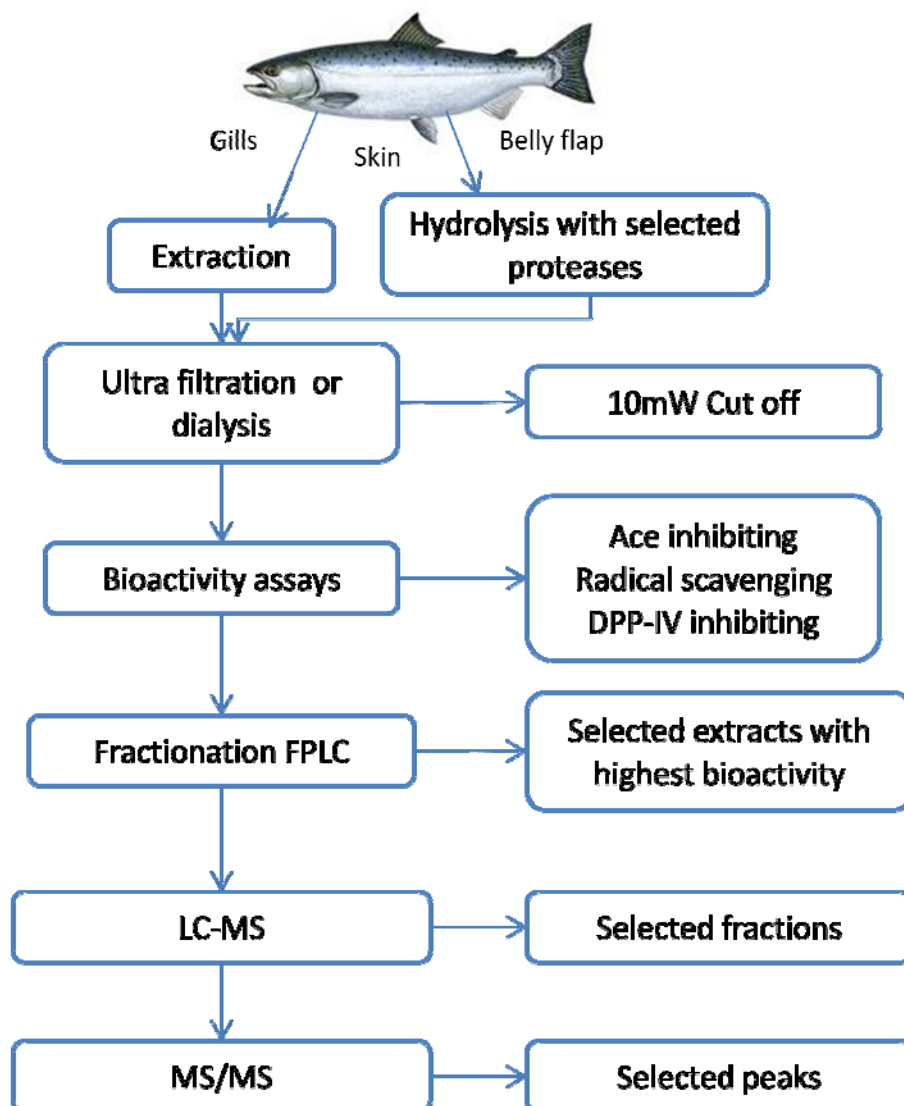 Gills
Skin
Belly flap
Extraction
Hydrolysis with selected
proteases
Ultra filtration or
dialysis
10mW Cut off
Bioactivity assays
Ace inhibiting
Radical scavenging
DPP-IV inhibiting
Fractionation FPLC
Selected extracts with
highest bioactivity
LC-MS
Selected fractions
MS/MS
Selected peaks